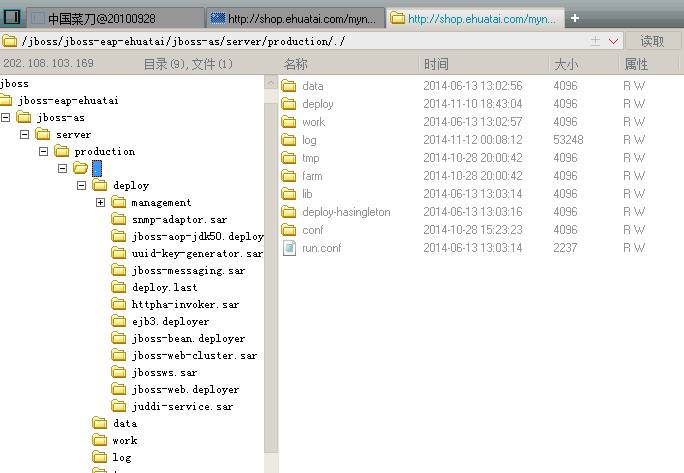 中国菜刀@20100928 http://shop.ehuatai.com/myn... http://shop.ehuatai.com/myn...
/jboss/jboss-eap-ehuatai/jboss-as/server/production/./ 读取
202.108.103.169 目录(9),文件(1) 名称 时间 大小 属性
jboss
jboss-eap-ehuatai
jboss-as
server
production
.
deploy
management
snmp-adaptor.sar
jboss-aop-jdk50.deploy
uuid-key-generator.sar
jboss-messaging.sar
deploy.last
httpha-invoker.sar
ejb3.deployer
jboss-bean.deployer
jboss-web-cluster.sar
jbossws.sar
jboss-web.deployer
juddi-service.sar
data
work
log
data 2014-06-13 13:02:56 4096 R W
deploy 2014-11-10 18:43:04 4096 R W
work 2014-06-13 13:02:57 4096 R W
log 2014-11-12 00:08:12 53248 R W
tmp 2014-10-28 20:00:42 4096 R W
farm 2014-10-28 20:00:42 4096 R W
lib 2014-06-13 13:03:14 4096 R W
deploy-hasingleton 2014-06-13 13:03:16 4096 R W
conf 2014-10-28 15:23:23 4096 R W
run.conf 2014-06-13 13:03:14 2237 R W